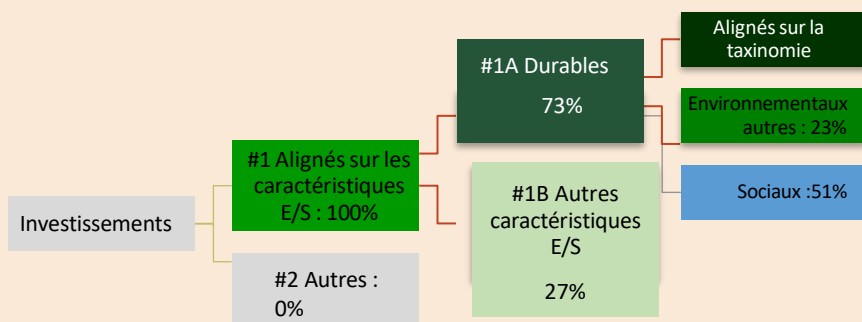 Investissements
#1 Alignés sur les
caractéristiques
E/S : 100%
#2 Autres :
0%
#1A Durables
73%
#1B Autres
caractéristiques
E/S
27%
Alignés sur la
taxinomie
Environnementaux
autres : 23%
Sociaux :51%